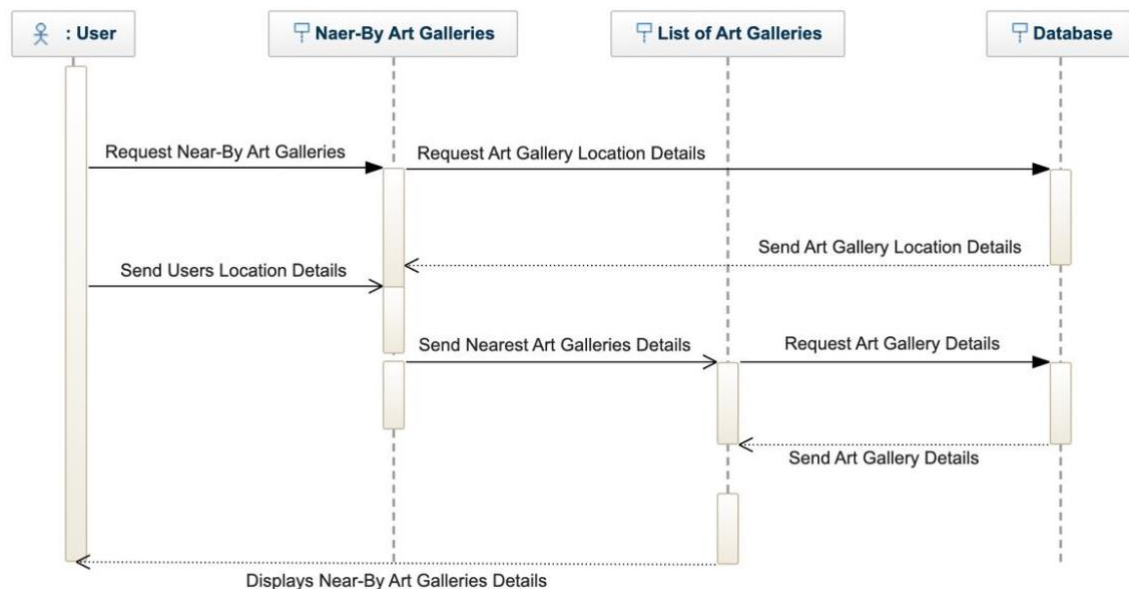 : User
Naer-By Art Galleries
List of Art Galleries
Database
Request Near-By Art Galleries
Request Art Gallery Location Details
Send Art Gallery Location Details
Send Users Location Details
Send Nearest Art Galleries Details
Request Art Gallery Details
Send Art Gallery Details
Displays Near-By Art Galleries Details